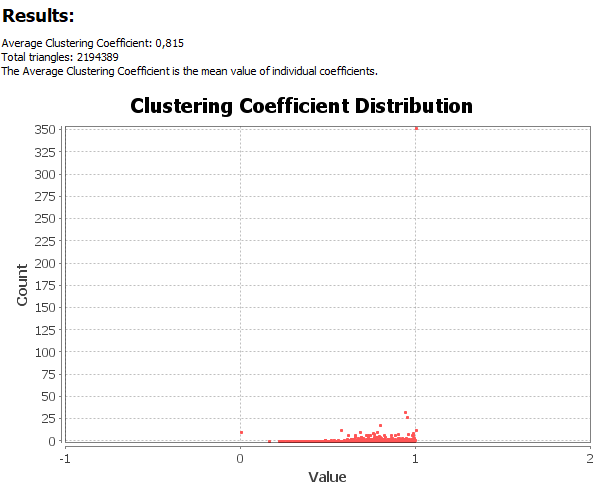 Results:
Average Clustering Coefficient: 0,815
Total triangles: 2194389
The Average Clustering Coefficient is the mean value of individual coefficients.
Clustering Coefficient Distribution
350
325
300
275
250
225
200
175
150
125
100
75
50
25
0
Count
-1 0 1 2
Value